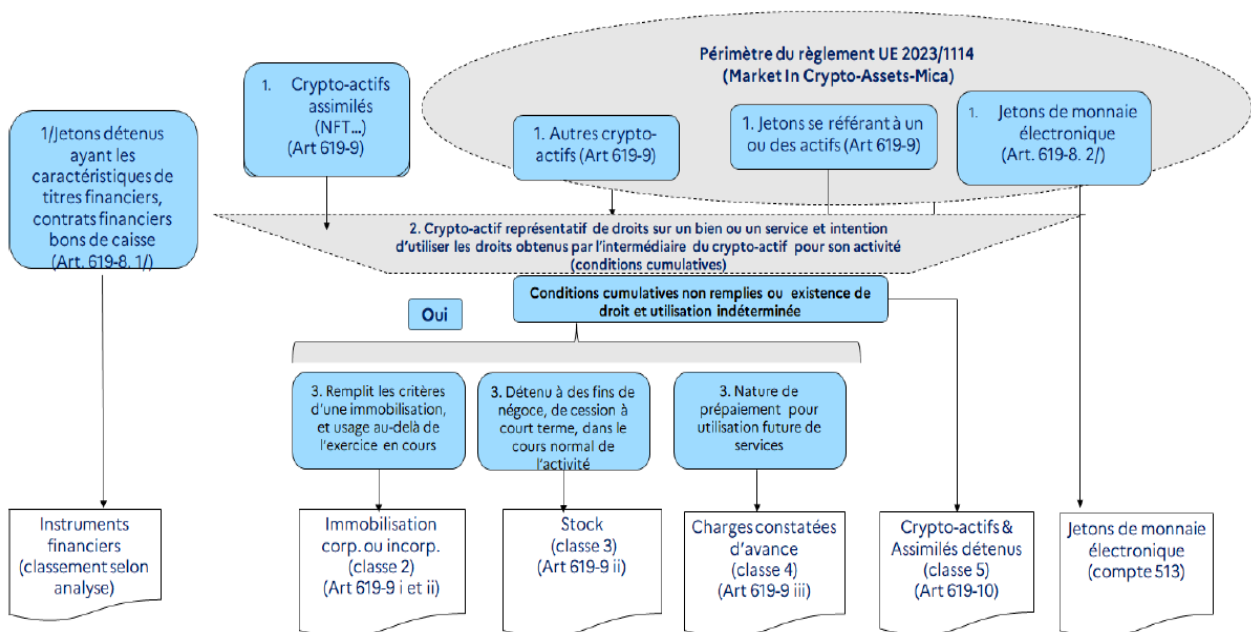 Périmètre du règlement UE 2023/1114
(Market In Crypto-Assets-Mica)
1. Crypto-actifs
assimilés
(NFT...)
(Art 619-9)
1/Jetons détenus
ayant les
caractéristiques de
titres financiers,
contrats financiers
bons de caisse
(Art. 619-8. 1/)
1. Autres crypto-
actifs (Art 619-9)
1. Jetons se référant à un
ou des actifs (Art 619-9)
1. Jetons de monnaie
électronique
(Art. 619-8. 2/)
2. Crypto-actif représentatif de droits sur un bien ou un service et intention
d'utiliser les droits obtenus par l'intermédiaire du crypto-actif pour son activité
(conditions cumulatives)
Conditions cumulatives non remplies ou existence de
droit et utilisation indéterminée
Oui
3. Remplit les critères
d'une immobilisation,
et usage au-delà de
l'exercice en cours
3. Détenu à des fins de
négoce, de cession à
court terme, dans le
cours normal de
l'activité
3. Nature de
prépaiement pour
utilisation future de
services
Instruments
financiers
(classement selon
analyse)
Immobilisation
corp. ou incorp.
(classe 2)
(Art 619-9 i et ii)
Stock
(classe 3)
(Art 619-9 ii)
Charges constatées
d'avance
(classe 4)
(Art 619-9 iii)
Crypto-actifs &
Assimilés détenus
(classe 5)
(Art 619-10)
Jetons de monnaie
électronique
(compte 513)